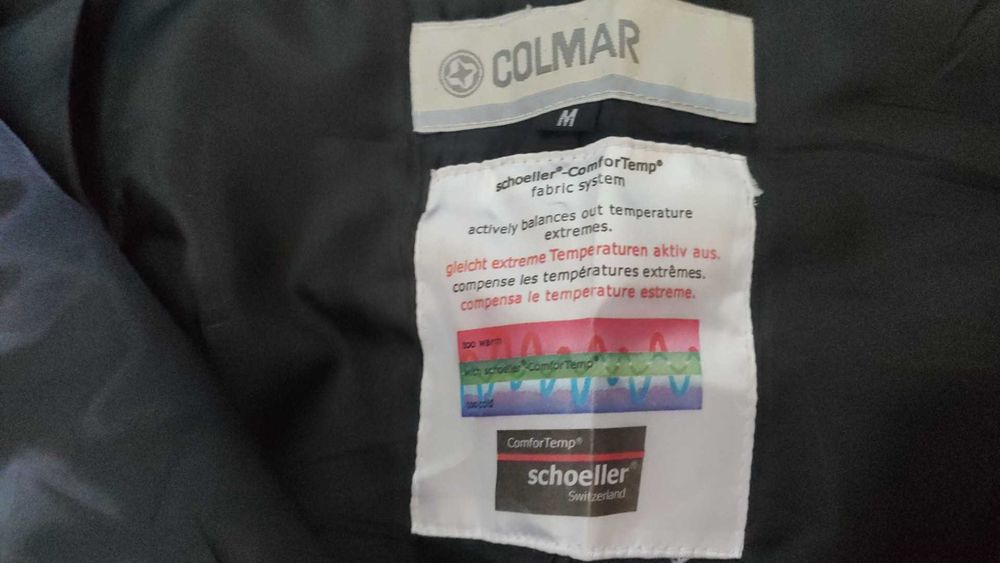 COLMAR
M
schoeller®-ComforTemp®
fabric system
actively balances out temperature
extremes.
gleicht extreme Temperaturen aktiv aus.
compense les températures extrêmes.
compensa le temperature estreme.
too warm
with schoeller®-ComforTemp®
too cold
ComforTemp®
schoeller®
Switzerland